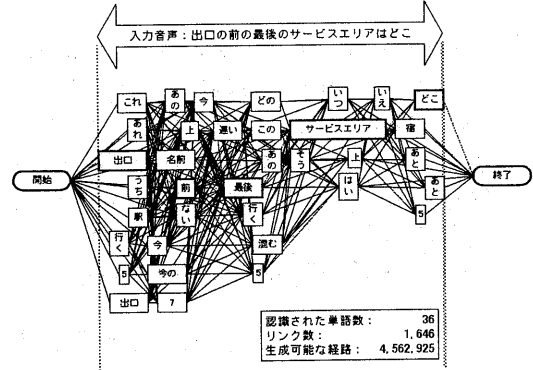 入力音声：出口の前の最後のサービスエリアはどこ
これ
あの
今
どの
いつ
いえ
どこ
あれ
上
遅い
この
サービスエリア
宿
出口
名前
あの
そう
上
あと
開始
終了
うち
前
最後
はい
あと
駅
ない
行く
5
行く
今
混む
5
今の
5
出口
7
認識された単語数： 36
リンク数： 1,646
生成可能な経路： 4,562,925